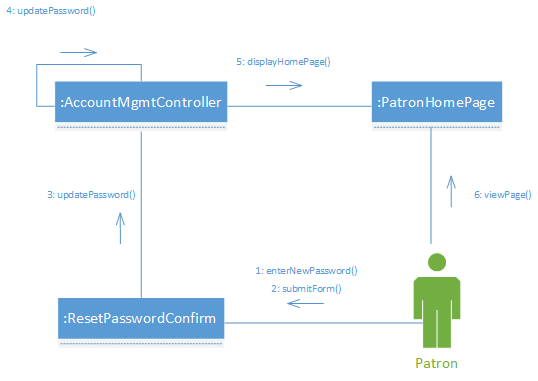 4: updatePassword()
5: displayHomePage()
:AccountMgmtController
:PatronHomePage
3: updatePassword()
6: viewPage()
1: enterNewPassword()
2: submitForm()
:ResetPasswordConfirm
Patron